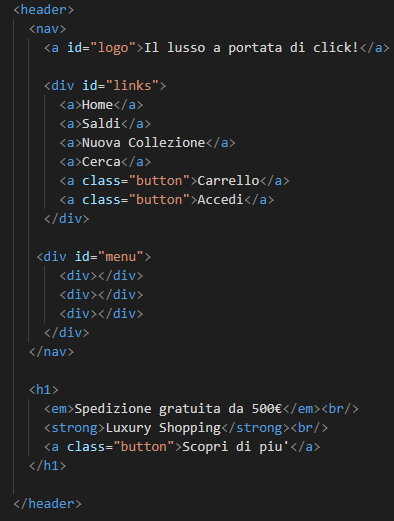 <header>
<nav>
<a id="logo">Il lusso a portata di click!</a>
<div id="links">
<a>Home</a>
<a>Saldi</a>
<a>Nuova Collezione</a>
<a>Cerca</a>
<a class="button">Carrello</a>
<a class="button">Accedi</a>
</div>
<div id="menu">
<div></div>
<div></div>
<div></div>
</div>
</nav>
<h1>
<em>Spedizione gratuita da 500€</em><br/>
<strong>Luxury Shopping</strong><br/>
<a class="button">Scopri di piu'</a>
</h1>
</header>